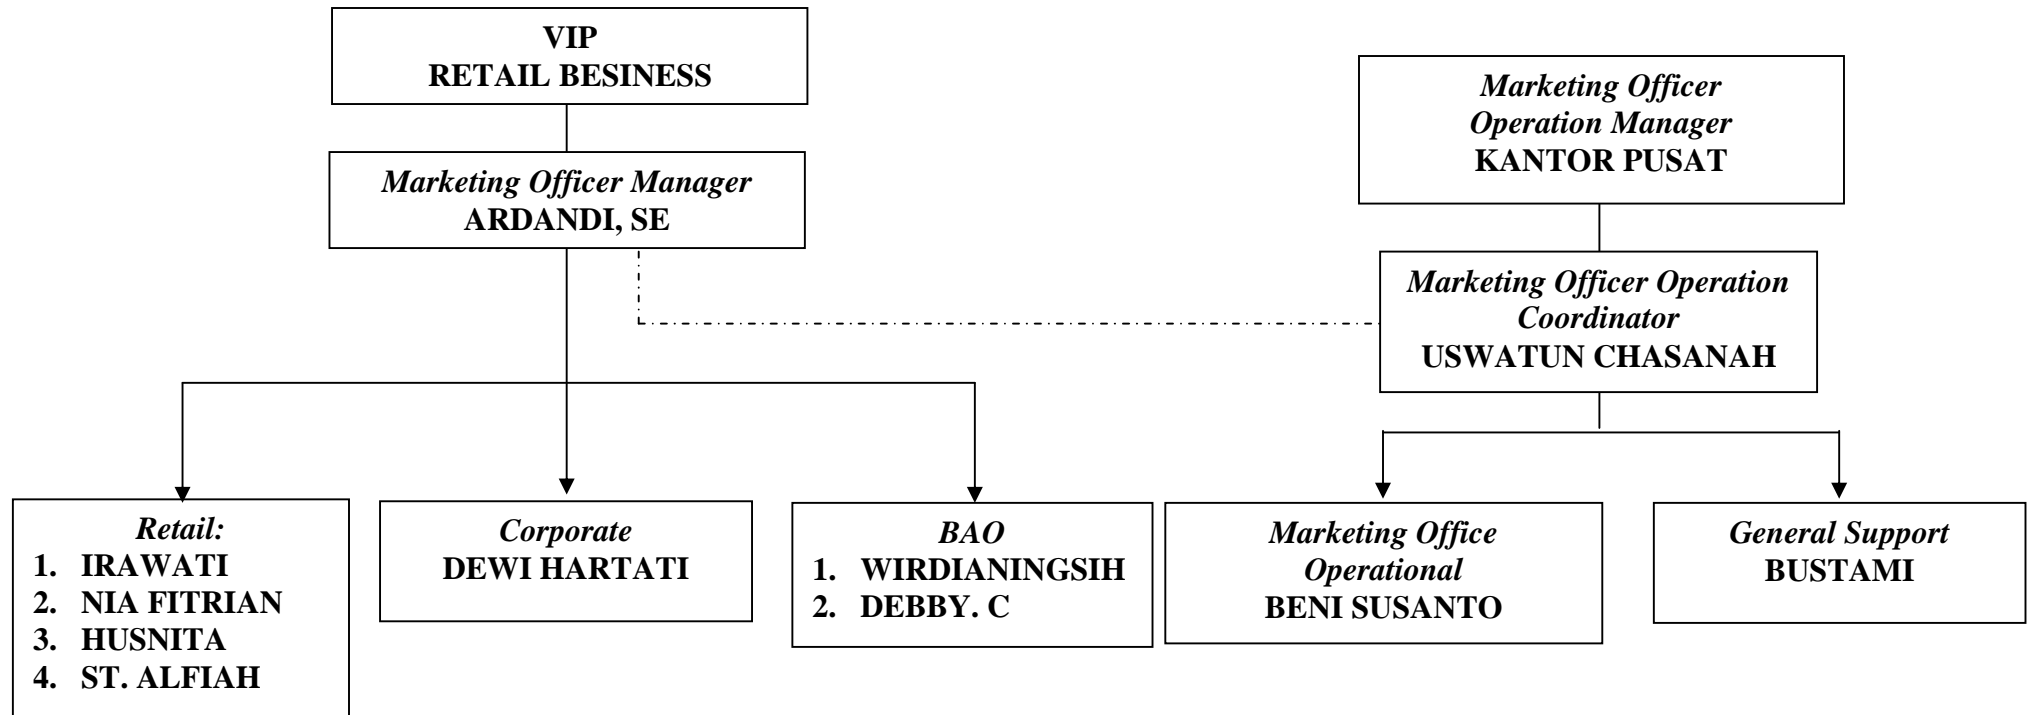 VIP
RETAIL BESINESS
Marketing Officer Manager
ARDANDI, SE
Marketing Officer
Operation Manager
KANTOR PUSAT
Marketing Officer Operation
Coordinator
USWATUN CHASANAH
Retail:
1. IRAWATI
2. NIA FITRIAN
3. HUSNITA
4. ST. ALFIAH
Corporate
DEWI HARTATI
BAO
1. WIRDIANINGSIH
2. DEBBY. C
Marketing Office
Operational
BENI SUSANTO
General Support
BUSTAMI